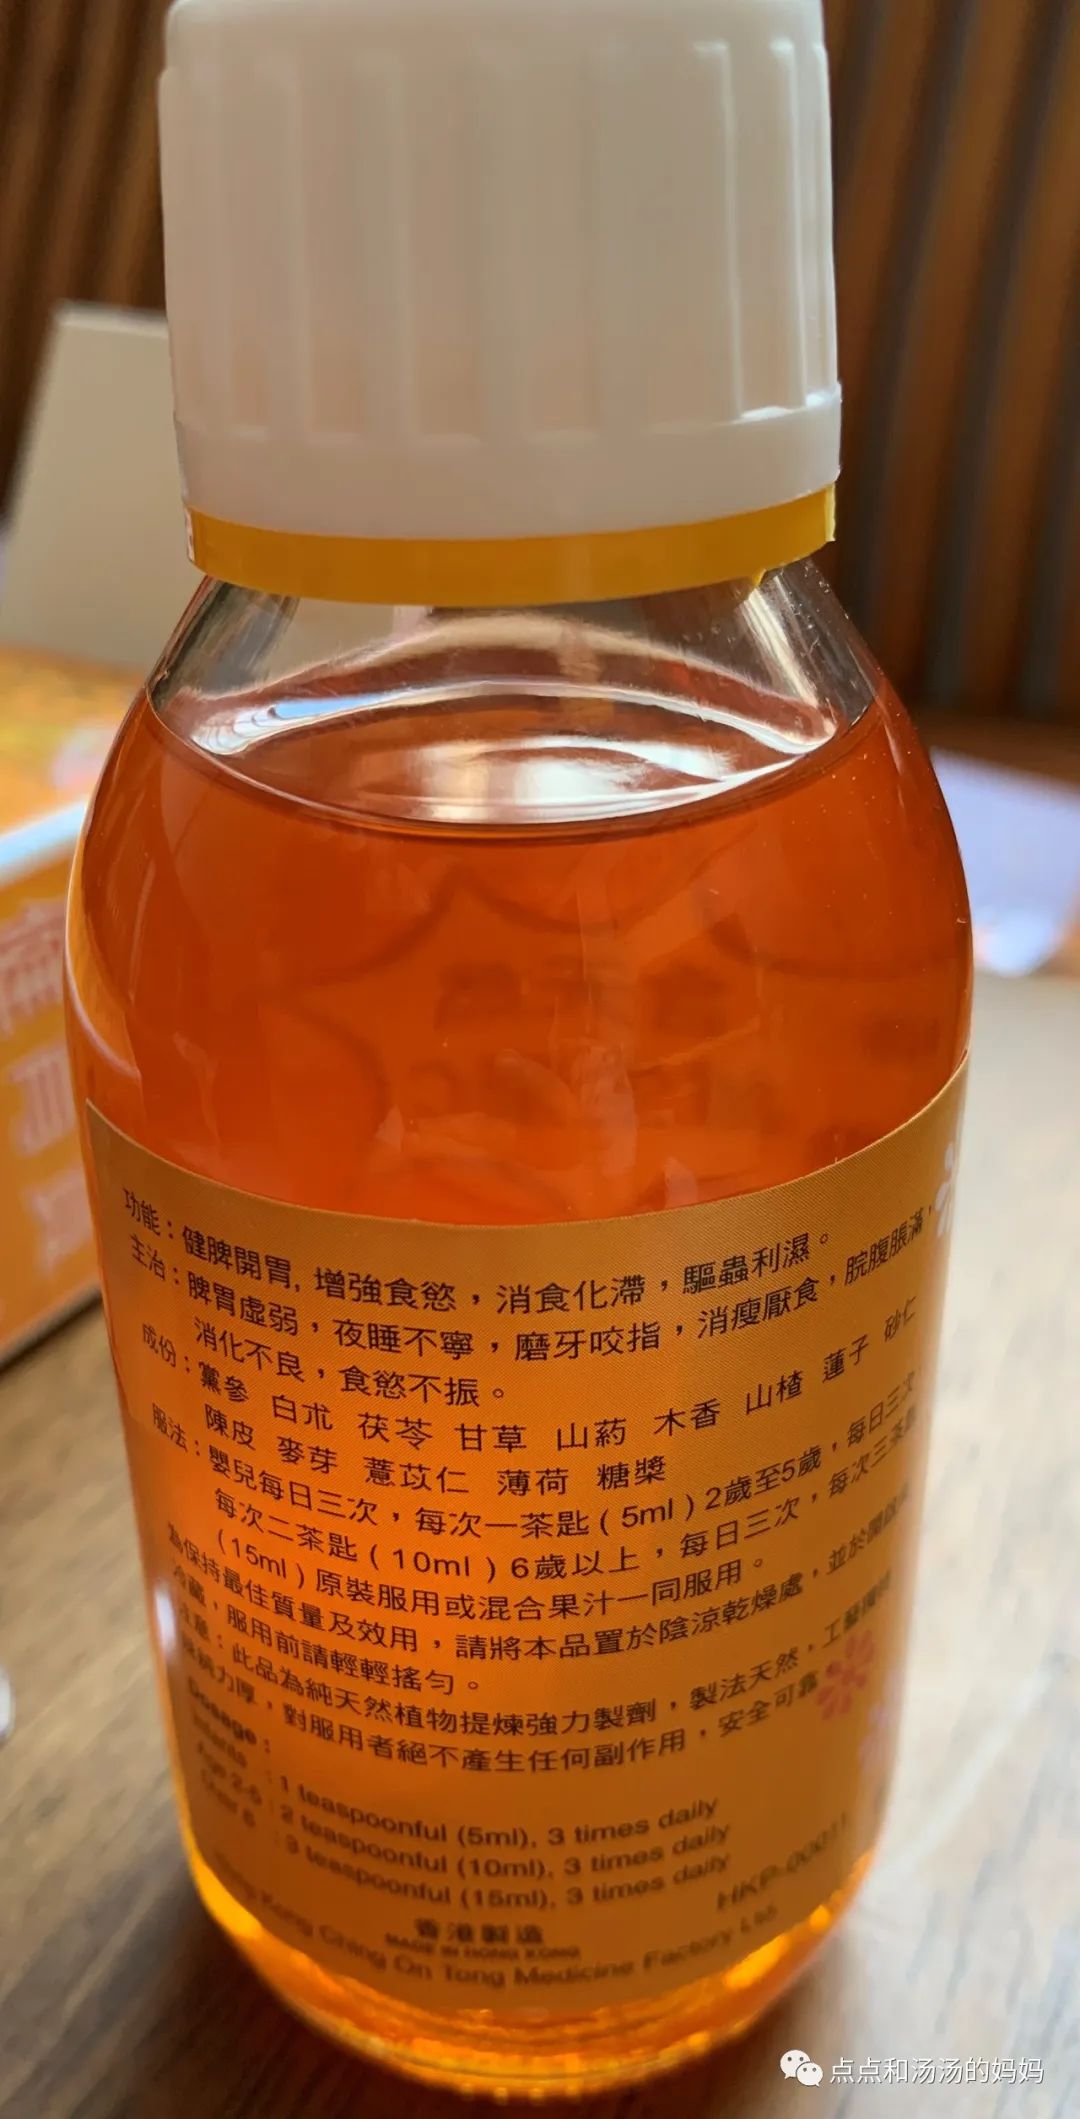 功能：健脾開胃, 增強食慾，消食化滯，驅蟲利濕。
主治：脾胃虛弱，夜睡不寧，磨牙咬指，消瘦厭食，脘腹脹滿，
消化不良，食慾不振。
成份：黨參 白朮 茯苓 甘草 山葯 木香 山楂 蓮子 砂仁
陳皮 麥芽 薏苡仁 薄荷 糖漿
服法：嬰兒每日三次，每次一茶匙（5ml）2歲至5歲，每日三次
每次二茶匙（10ml）6歲以上，每日三次，每次三茶匙
（15ml）原裝服用或混合果汁一同服用。
為保持最佳質量及效用，請將本品置於陰涼乾燥處，並於開啟後
冷藏，服用前請輕輕搖勻。
注意：此品為純天然植物提煉強力製劑，製法天然，工藝
力厚，對服用者絕不產生任何副作用，安全可靠
Dosage :
Infants : 1 teaspoonful (5ml), 3 times daily
Age 2-5 : 2 teaspoonful (10ml), 3 times daily
Over 6 : 3 teaspoonful (15ml), 3 times daily
HKP-00011
香港製造
MADE IN HONG KONG
Hong Kong Ching On Tong Medicine Factory Ltd.
点点和汤汤的妈妈